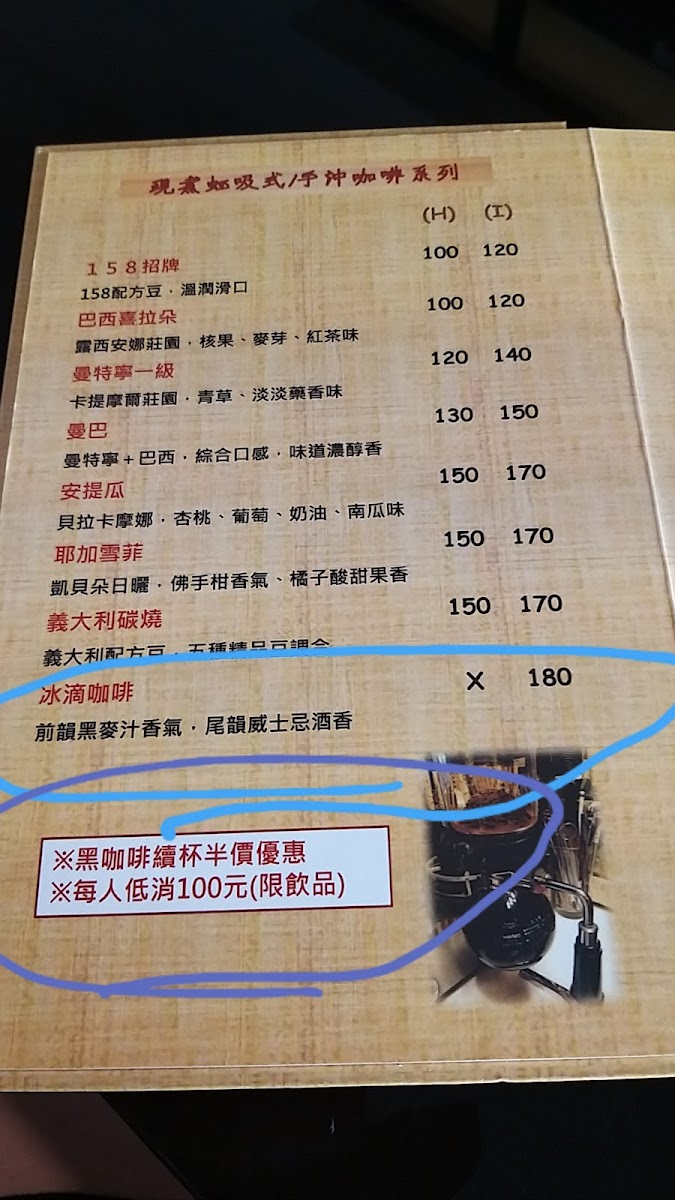 現煮虹吸式/手沖咖啡系列
(H) (I)
158招牌 100 120
158配方豆．溫潤滑口
巴西喜拉朵 100 120
露西安娜莊園．核果、麥芽、紅茶味
曼特寧一級 120 140
卡提摩爾莊園．青草、淡淡藥香味
曼巴 130 150
曼特寧+巴西．綜合口感．味道濃醇香
安提瓜 150 170
貝拉卡摩娜．杏桃、葡萄、奶油、南瓜味
耶加雪菲 150 170
凱貝朵日曬．佛手柑香氣、橘子酸甜果香
義大利碳燒 150 170
義大利配方豆．五種精品豆調合
冰滴咖啡 X 180
前韻黑麥汁香氣．尾韻威士忌酒香
※黑咖啡續杯半價優惠
※每人低消100元(限飲品)